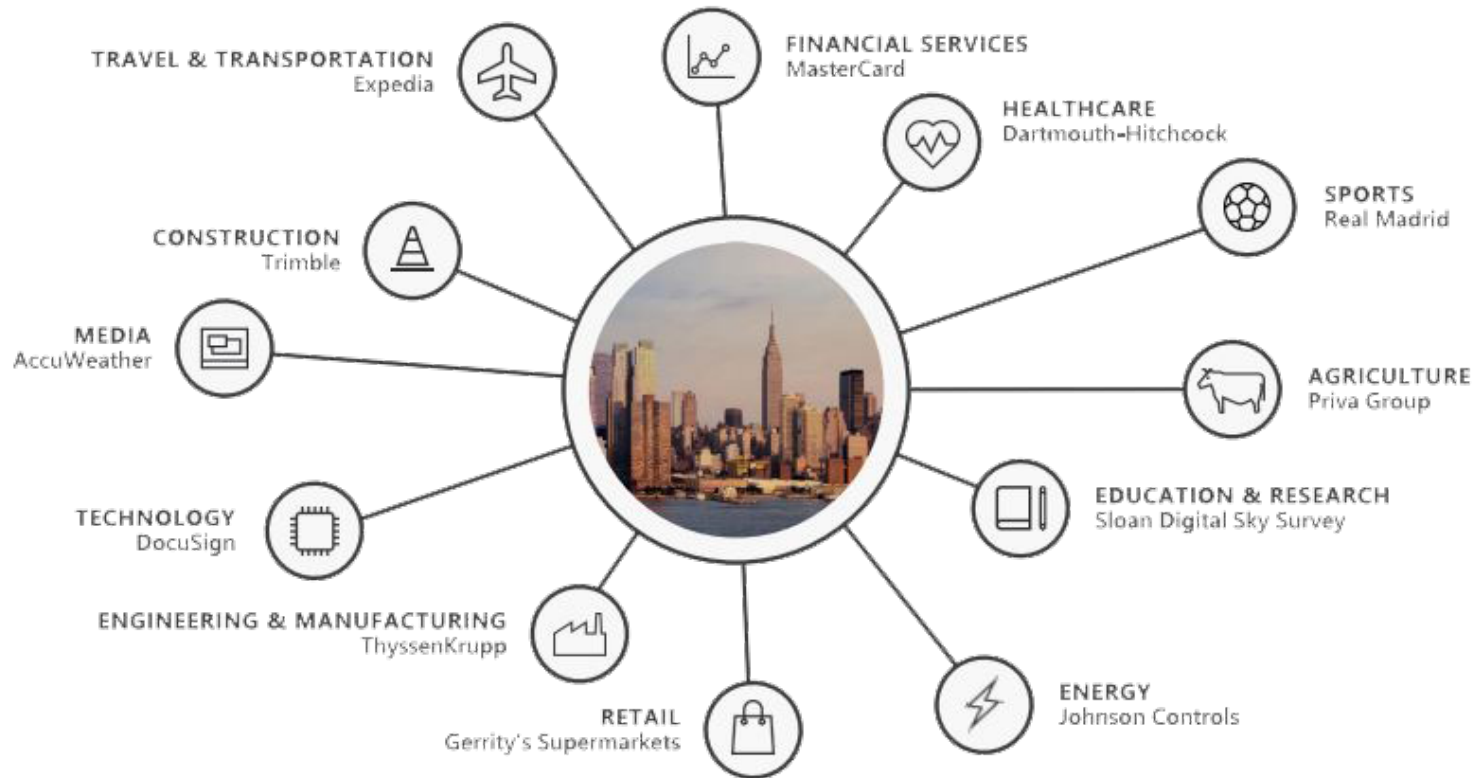 TRAVEL & TRANSPORTATION
Expedia
FINANCIAL SERVICES
MasterCard
HEALTHCARE
Dartmouth-Hitchcock
SPORTS
Real Madrid
CONSTRUCTION
Trimble
MEDIA
AccuWeather
AGRICULTURE
Priva Group
TECHNOLOGY
DocuSign
EDUCATION & RESEARCH
Sloan Digital Sky Survey
ENGINEERING & MANUFACTURING
ThyssenKrupp
RETAIL
Gerrity's Supermarkets
ENERGY
Johnson Controls